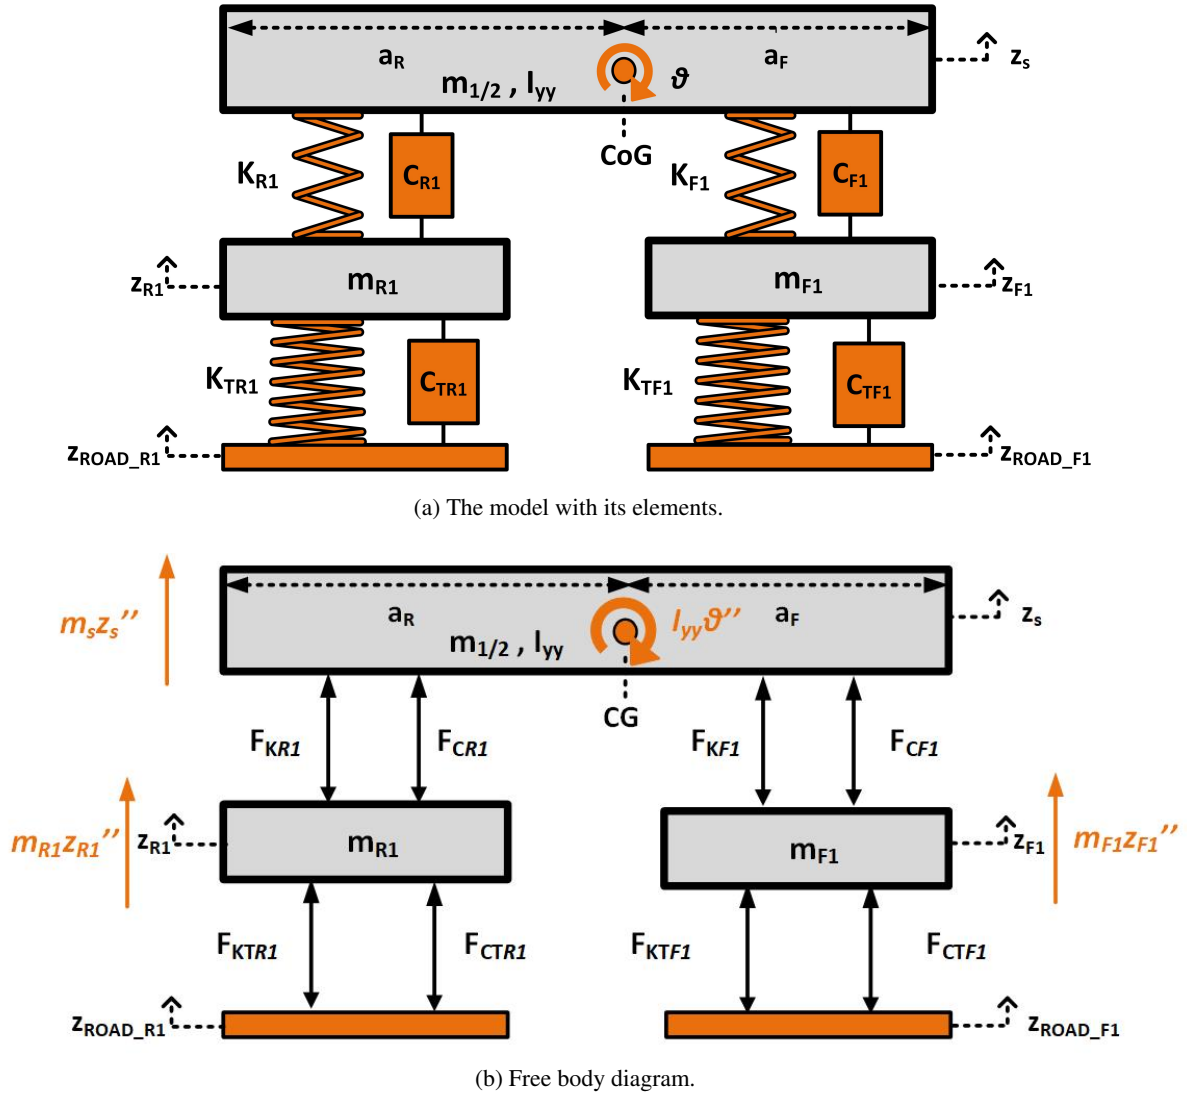 a_R a_F z_s
m_1/2 , I_yy ϑ
CoG
K_R1 C_R1 K_F1 C_F1
z_R1 m_R1 m_F1 z_F1
K_TR1 C_TR1 K_TF1 C_TF1
z_ROAD_R1 z_ROAD_F1
(a) The model with its elements.
m_s z_s’’ a_R I_yy ϑ’’ a_F z_s
m_1/2 , I_yy
CG
F_KR1 F_CR1 F_KF1 F_CF1
m_R1 z_R1’’ z_R1 m_R1 m_F1 z_F1 m_F1 z_F1’’
F_KTR1 F_CTR1 F_KTF1 F_CTF1
z_ROAD_R1 z_ROAD_F1
(b) Free body diagram.